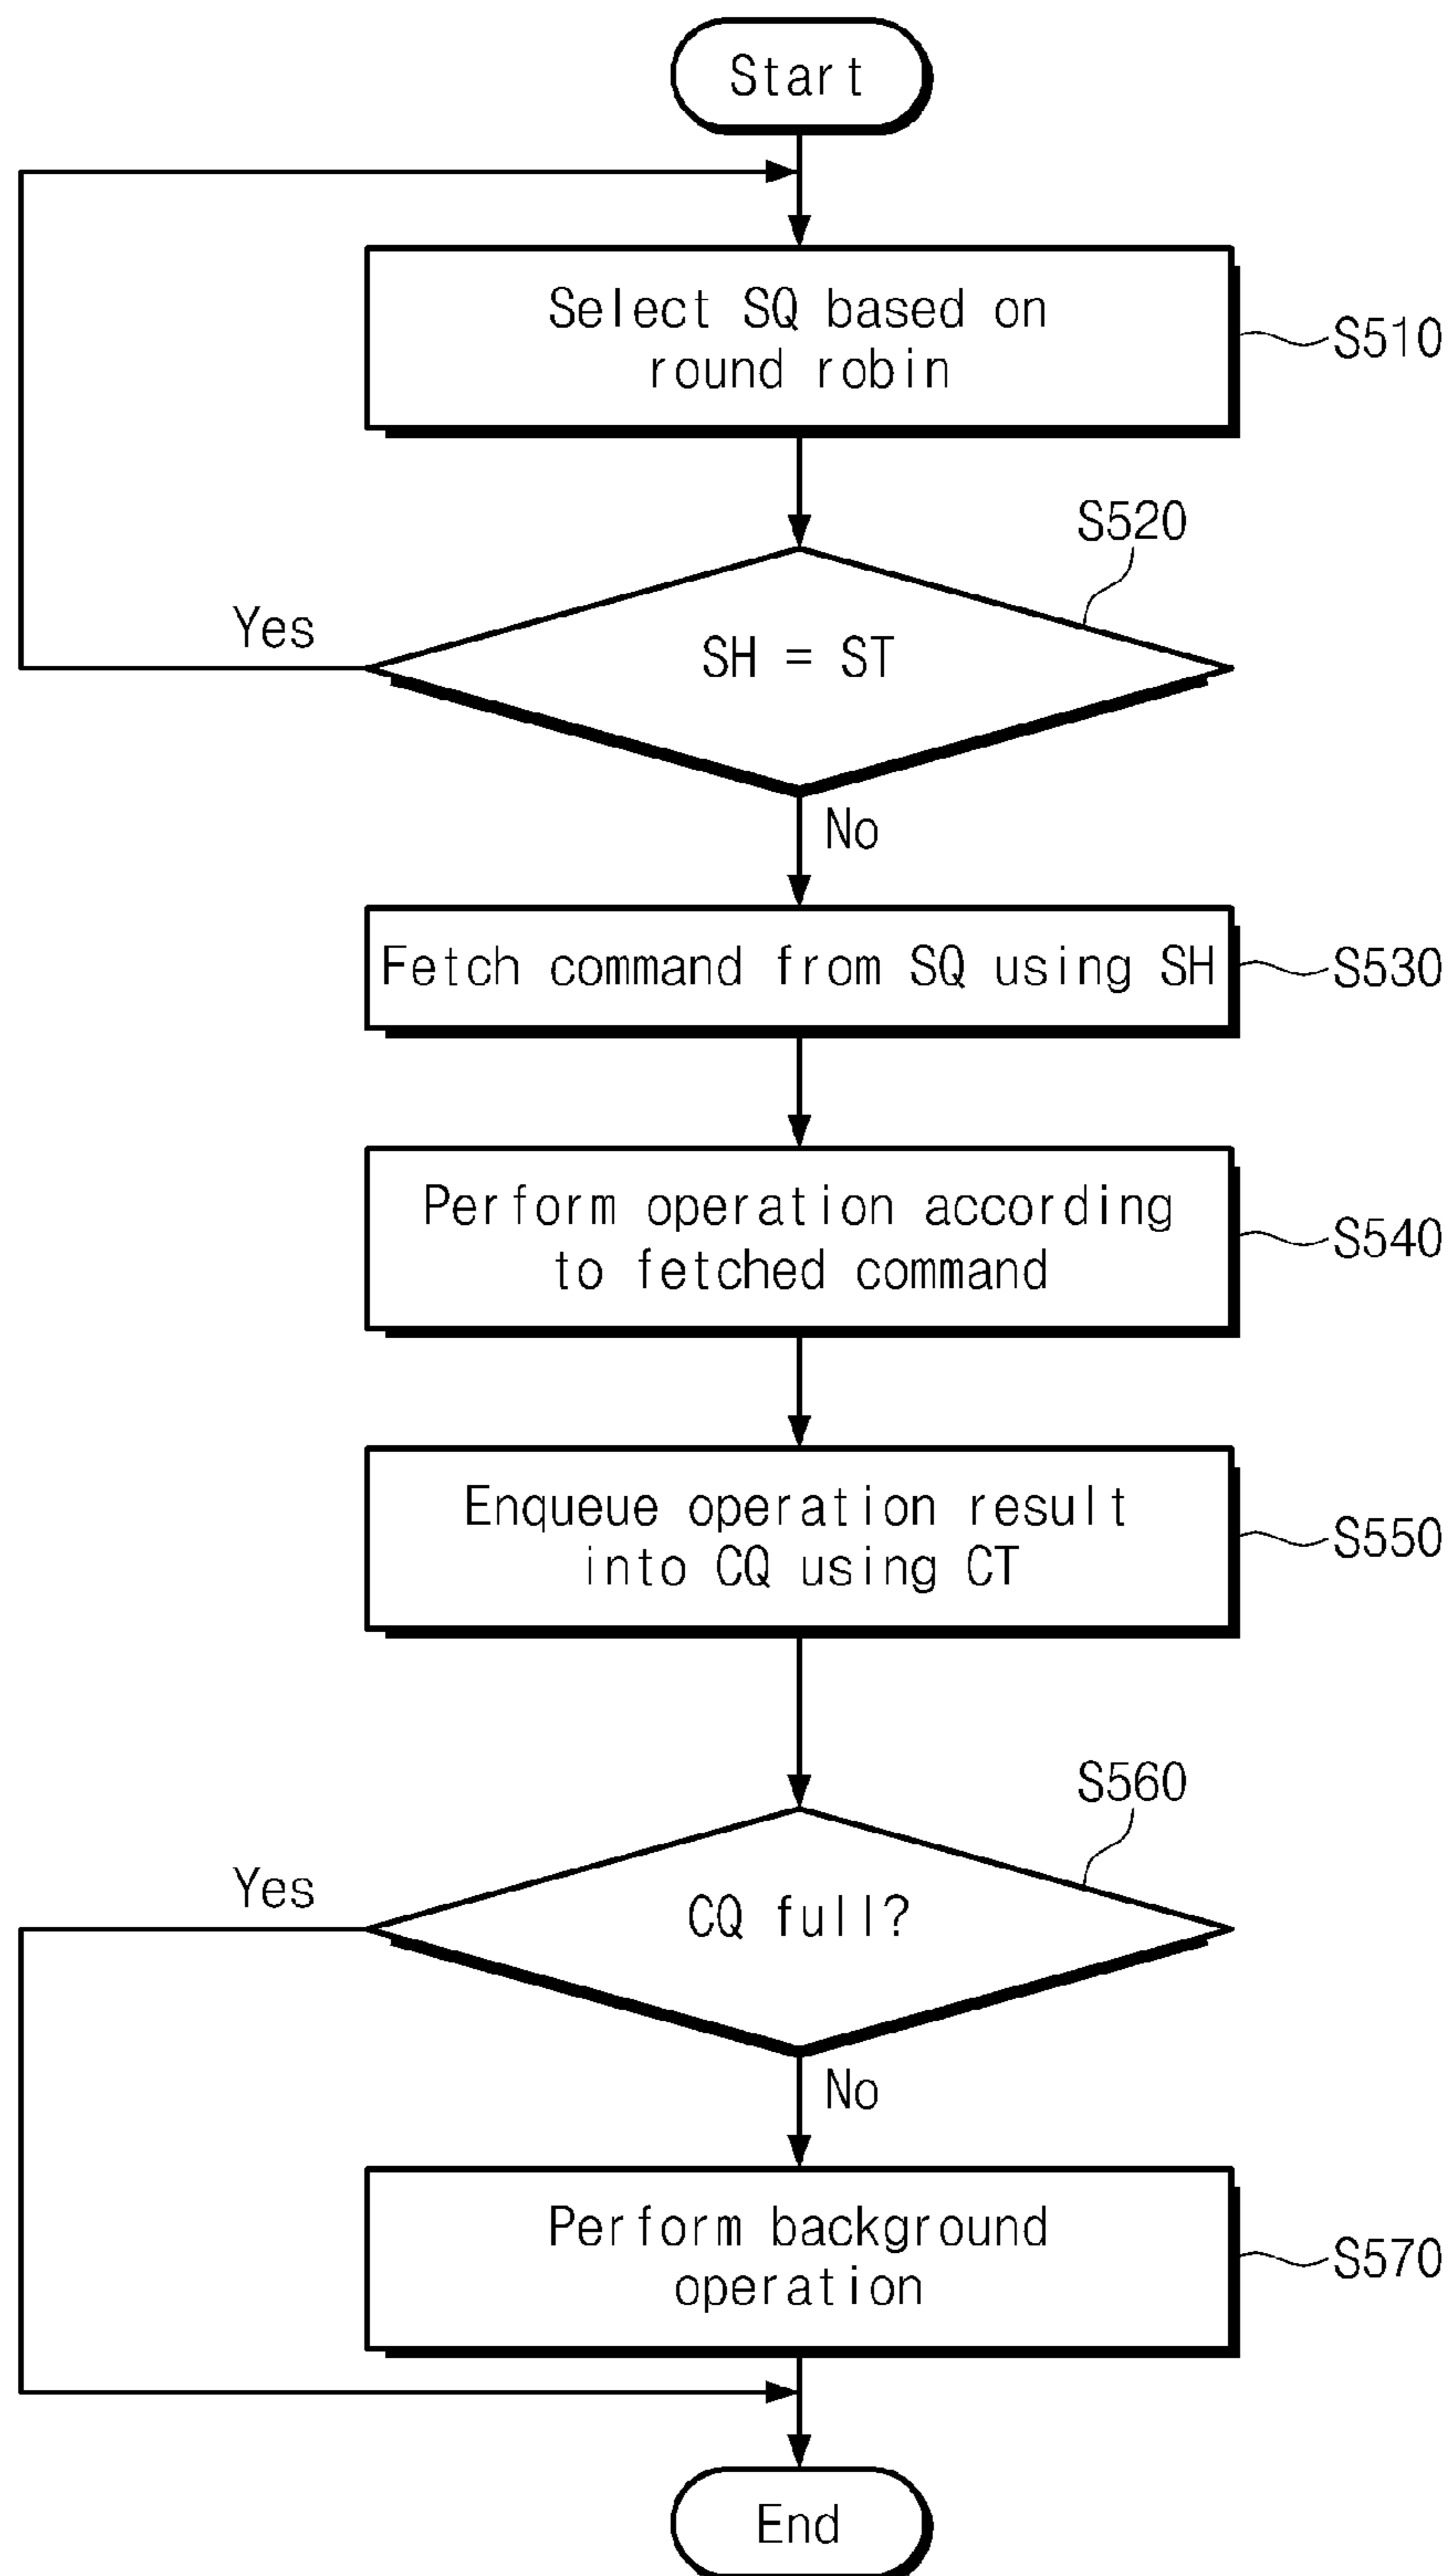 Start
Select SQ based on
round robin
S510
S520
Yes
SH = ST
No
Fetch command from SQ using SH
S530
Perform operation according
to fetched command
S540
Enqueue operation result
into CQ using CT
S550
S560
Yes
CQ full?
No
Perform background
operation
S570
End